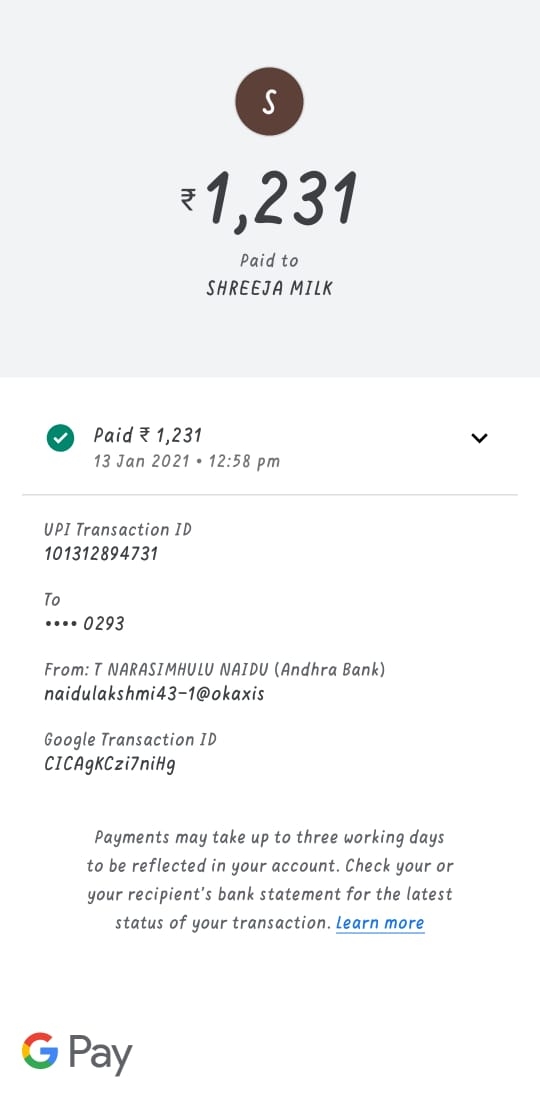 S
₹1,231
Paid to
SHREEJA MILK
Paid ₹ 1,231
13 Jan 2021 • 12:58 pm
UPI Transaction ID
101312894731
To
•••• 0293
From: T NARASIMHULU NAIDU (Andhra Bank)
naidulakshmi43-1@okaxis
Google Transaction ID
CICAgKCzi7niHg
Payments may take up to three working days
to be reflected in your account. Check your or
your recipient's bank statement for the latest
status of your transaction. Learn more
G Pay